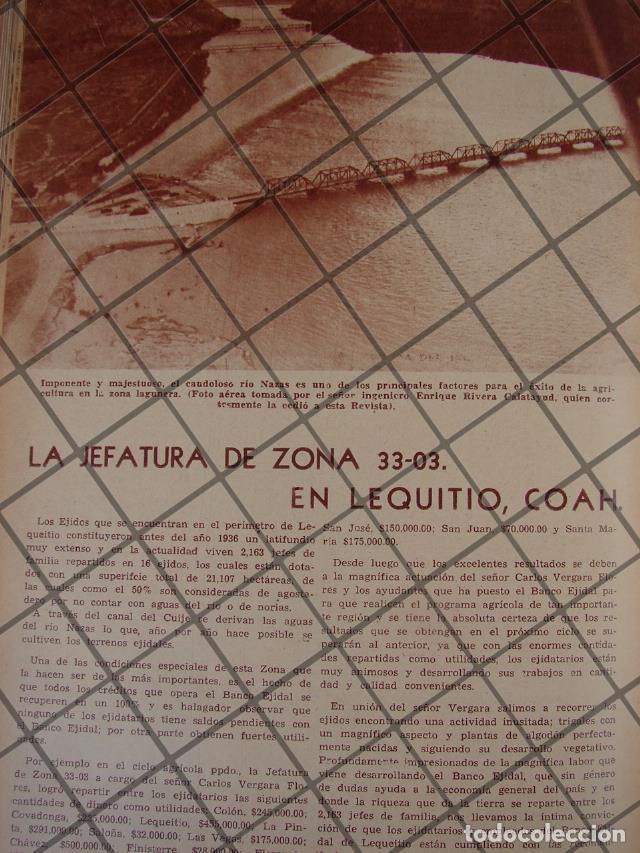 Imponente y majestuoso, el caudoloso río Nazas es uno de los principales factores para el éxito de la agri-
cultura en la zona lagunera. (Foto aérea tomada por el señor ingeniero Enrique Rivera Calatayud, quien cor-
tesmente la cedió a esta Revista).
LA JEFATURA DE ZONA 33-03.
EN LEQUITIO, COAH.
Los Ejidos que se encuentran en el perímetro de Le-
quitio constituyeron antes del año 1936 un latifundio
muy extenso y en la actualidad viven 2,163 jefes de
familia repartidos en 16 ejidos, los cuales están dota-
dos con una superifcie total de 21,107 hectáreas, de
las cuales como el 50% son consideradas de agosta-
dero por no contar con aguas del río o de norias.
A través del canal del Cuije se derivan las aguas
del río Nazas lo que, año por año hace posible se
cultiven los terrenos ejidales.
Una de las condiciones especiales de esta Zona que
la hacen ser de las más importantes, es el hecho de
que todos los créditos que opera el Banco Ejidal se
recuperen en un 100% y es halagador observar que
ninguno de los ejidatarios tiene saldos pendientes con
el Banco Ejidal; por otra parte obtienen fuertes utili-
dades.
Por ejemplo en el ciclo agrícola ppdo., la Jefatura
de Zona 33-03 a cargo del señor Carlos Vergara Flo-
res, logró repartir entre los ejidatarios las siguientes
cantidades de dinero como utilidades: Colón, $245,000.00;
Covadonga, $225,000.00; Lequitio, $455,000.00; La Pin-
ta, $291,000.00; Saloña, $32,000.00; Las Vegas, $175,000.00;
Chávez, $500,000.00; Finisterre, $28,000.00;
San José, $150,000.00; San Juan, $70,000.00 y Santa Ma-
ría $175,000.00.
Desde luego que los excelentes resultados se deben
a la magnífica actuación del señor Carlos Vergara Flo-
res y los ayudantes que ha puesto el Banco Ejidal pa-
ra que realicen el programa agrícola de tan importan-
te región y se tiene la absoluta certeza de que los re-
sultados que se obtengan en el próximo ciclo se su-
perarán al anterior, ya que con las enormes cantida-
des repartidas como utilidades, los ejidatarios están
muy animosos y desarrollando sus trabajos en canti-
dad y calidad convenientes.
En unión del señor Vergara salimos a recorrer los
ejidos encontrando una actividad inusitada; trigales con
un magnífico aspecto y plantas de algodón perfecta-
mente nacidas y siguiendo su desarrollo vegetativo.
Profundamente impresionados de la magnífica labor que
viene desarrollando el Banco Ejidal, que sin género
de dudas ayuda a la economía general del país y en
donde la riqueza que da la tierra se reparte entre los
2,163 jefes de familia, nos llevamos la íntima convic-
ción de que los ejidatarios
Lequitio están cumpliendo con las
todocoleccion